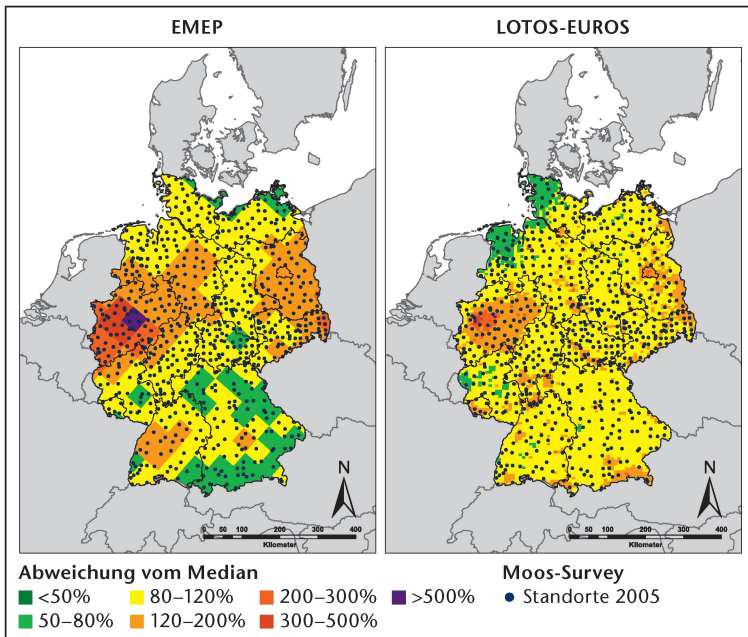 EMEP
LOTOS-EUROS
N
0 50 100 200 300 400
Kilometer
N
0 50 100 200 300 400
Kilometer
Abweichung vom Median
<50%
80–120%
200–300%
>500%
50–80%
120–200%
300–500%
Moos-Survey
Standorte 2005